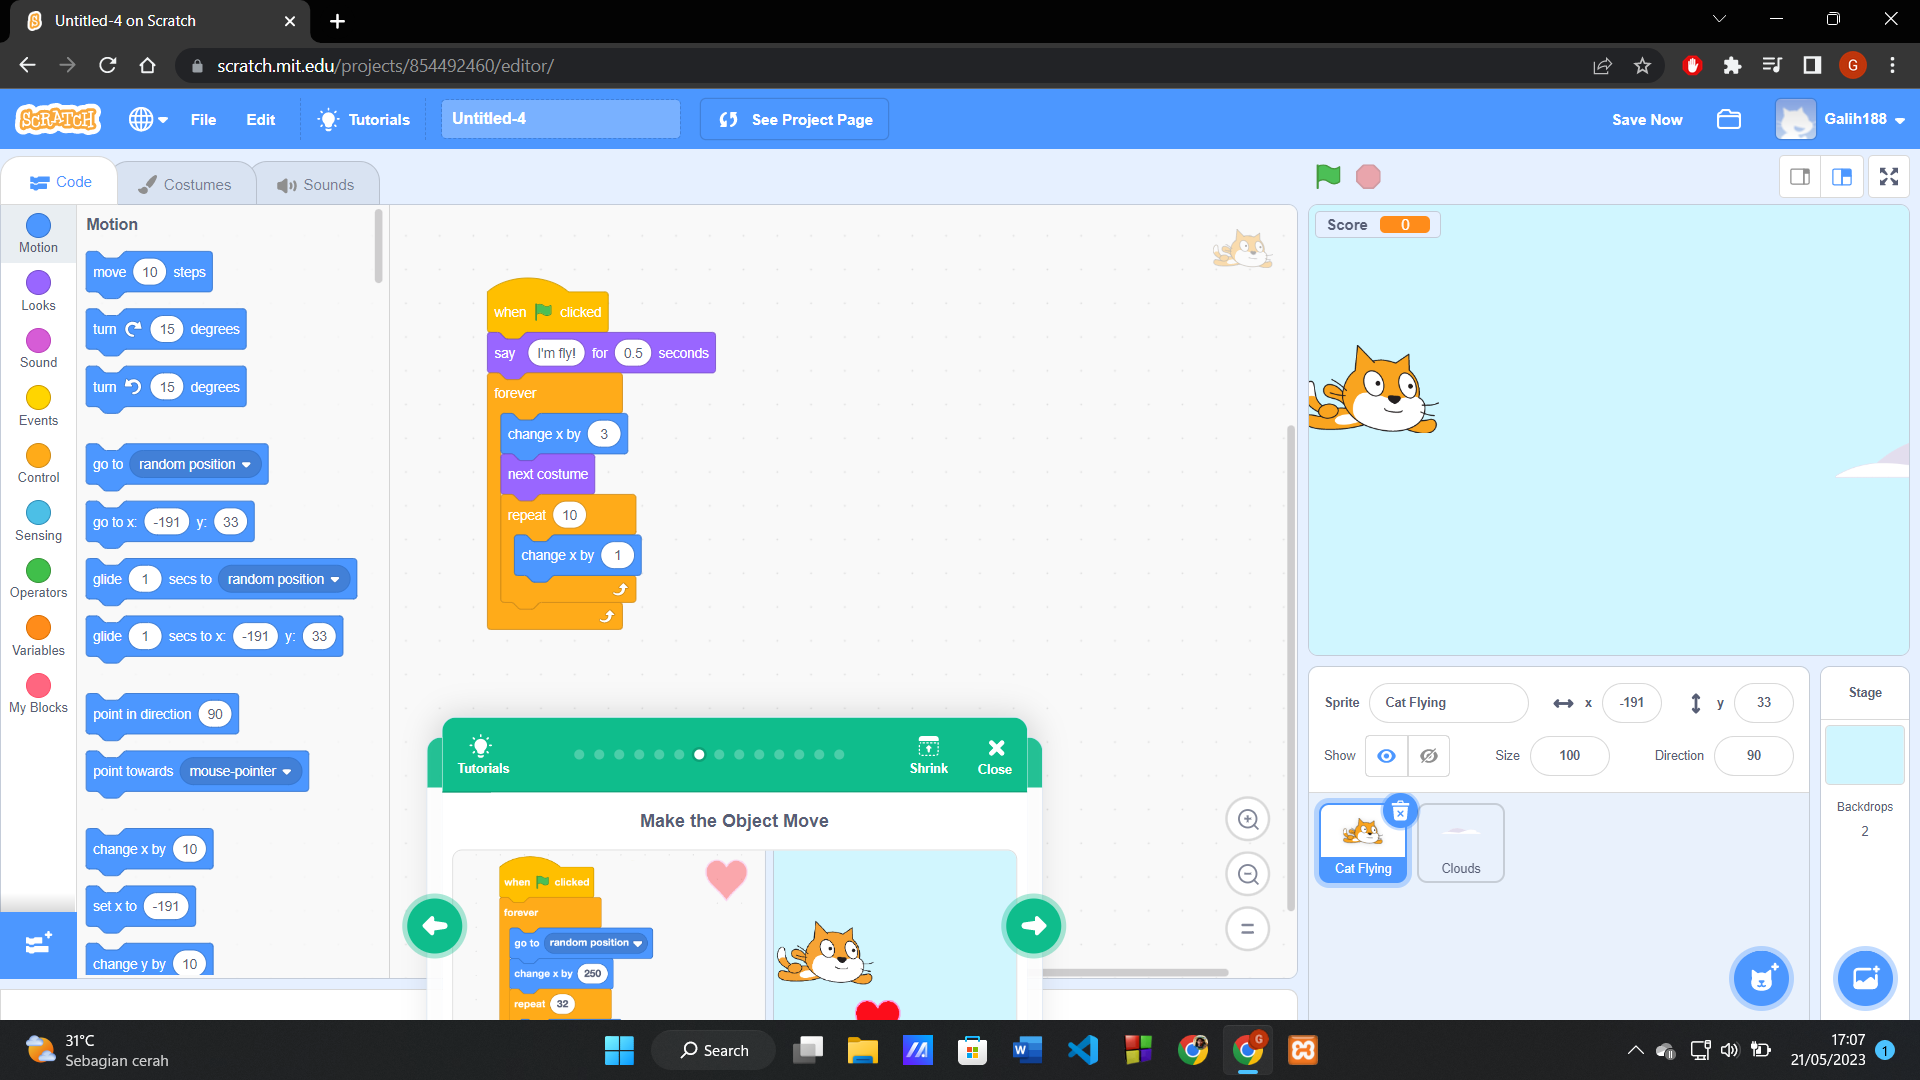 Untitled-4 on Scratch
scratch.mit.edu/projects/854492460/editor/
G
SCRATCH
File
Edit
Tutorials
Untitled-4
See Project Page
Save Now
Galih188
Code
Costumes
Sounds
Motion
Looks
Sound
Events
Control
Sensing
Operators
Variables
My Blocks
Motion
move 10 steps
turn 15 degrees
turn 15 degrees
go to random position
go to x: -191 y: 33
glide 1 secs to random position
glide 1 secs to x: -191 y: 33
point in direction 90
point towards mouse-pointer
change x by 10
set x to -191
change y by 10
when clicked
say I'm fly! for 0.5 seconds
forever
change x by 3
next costume
repeat 10
change x by 1
Tutorials
Shrink
Close
Make the Object Move
when clicked
forever
go to random position
change x by 250
repeat 32
Score 0
Sprite Cat Flying x -191 y 33
Show Size 100 Direction 90
Cat Flying
Clouds
Stage
Backdrops
2
31°C
Sebagian cerah
Search
G
17:07
21/05/2023
1